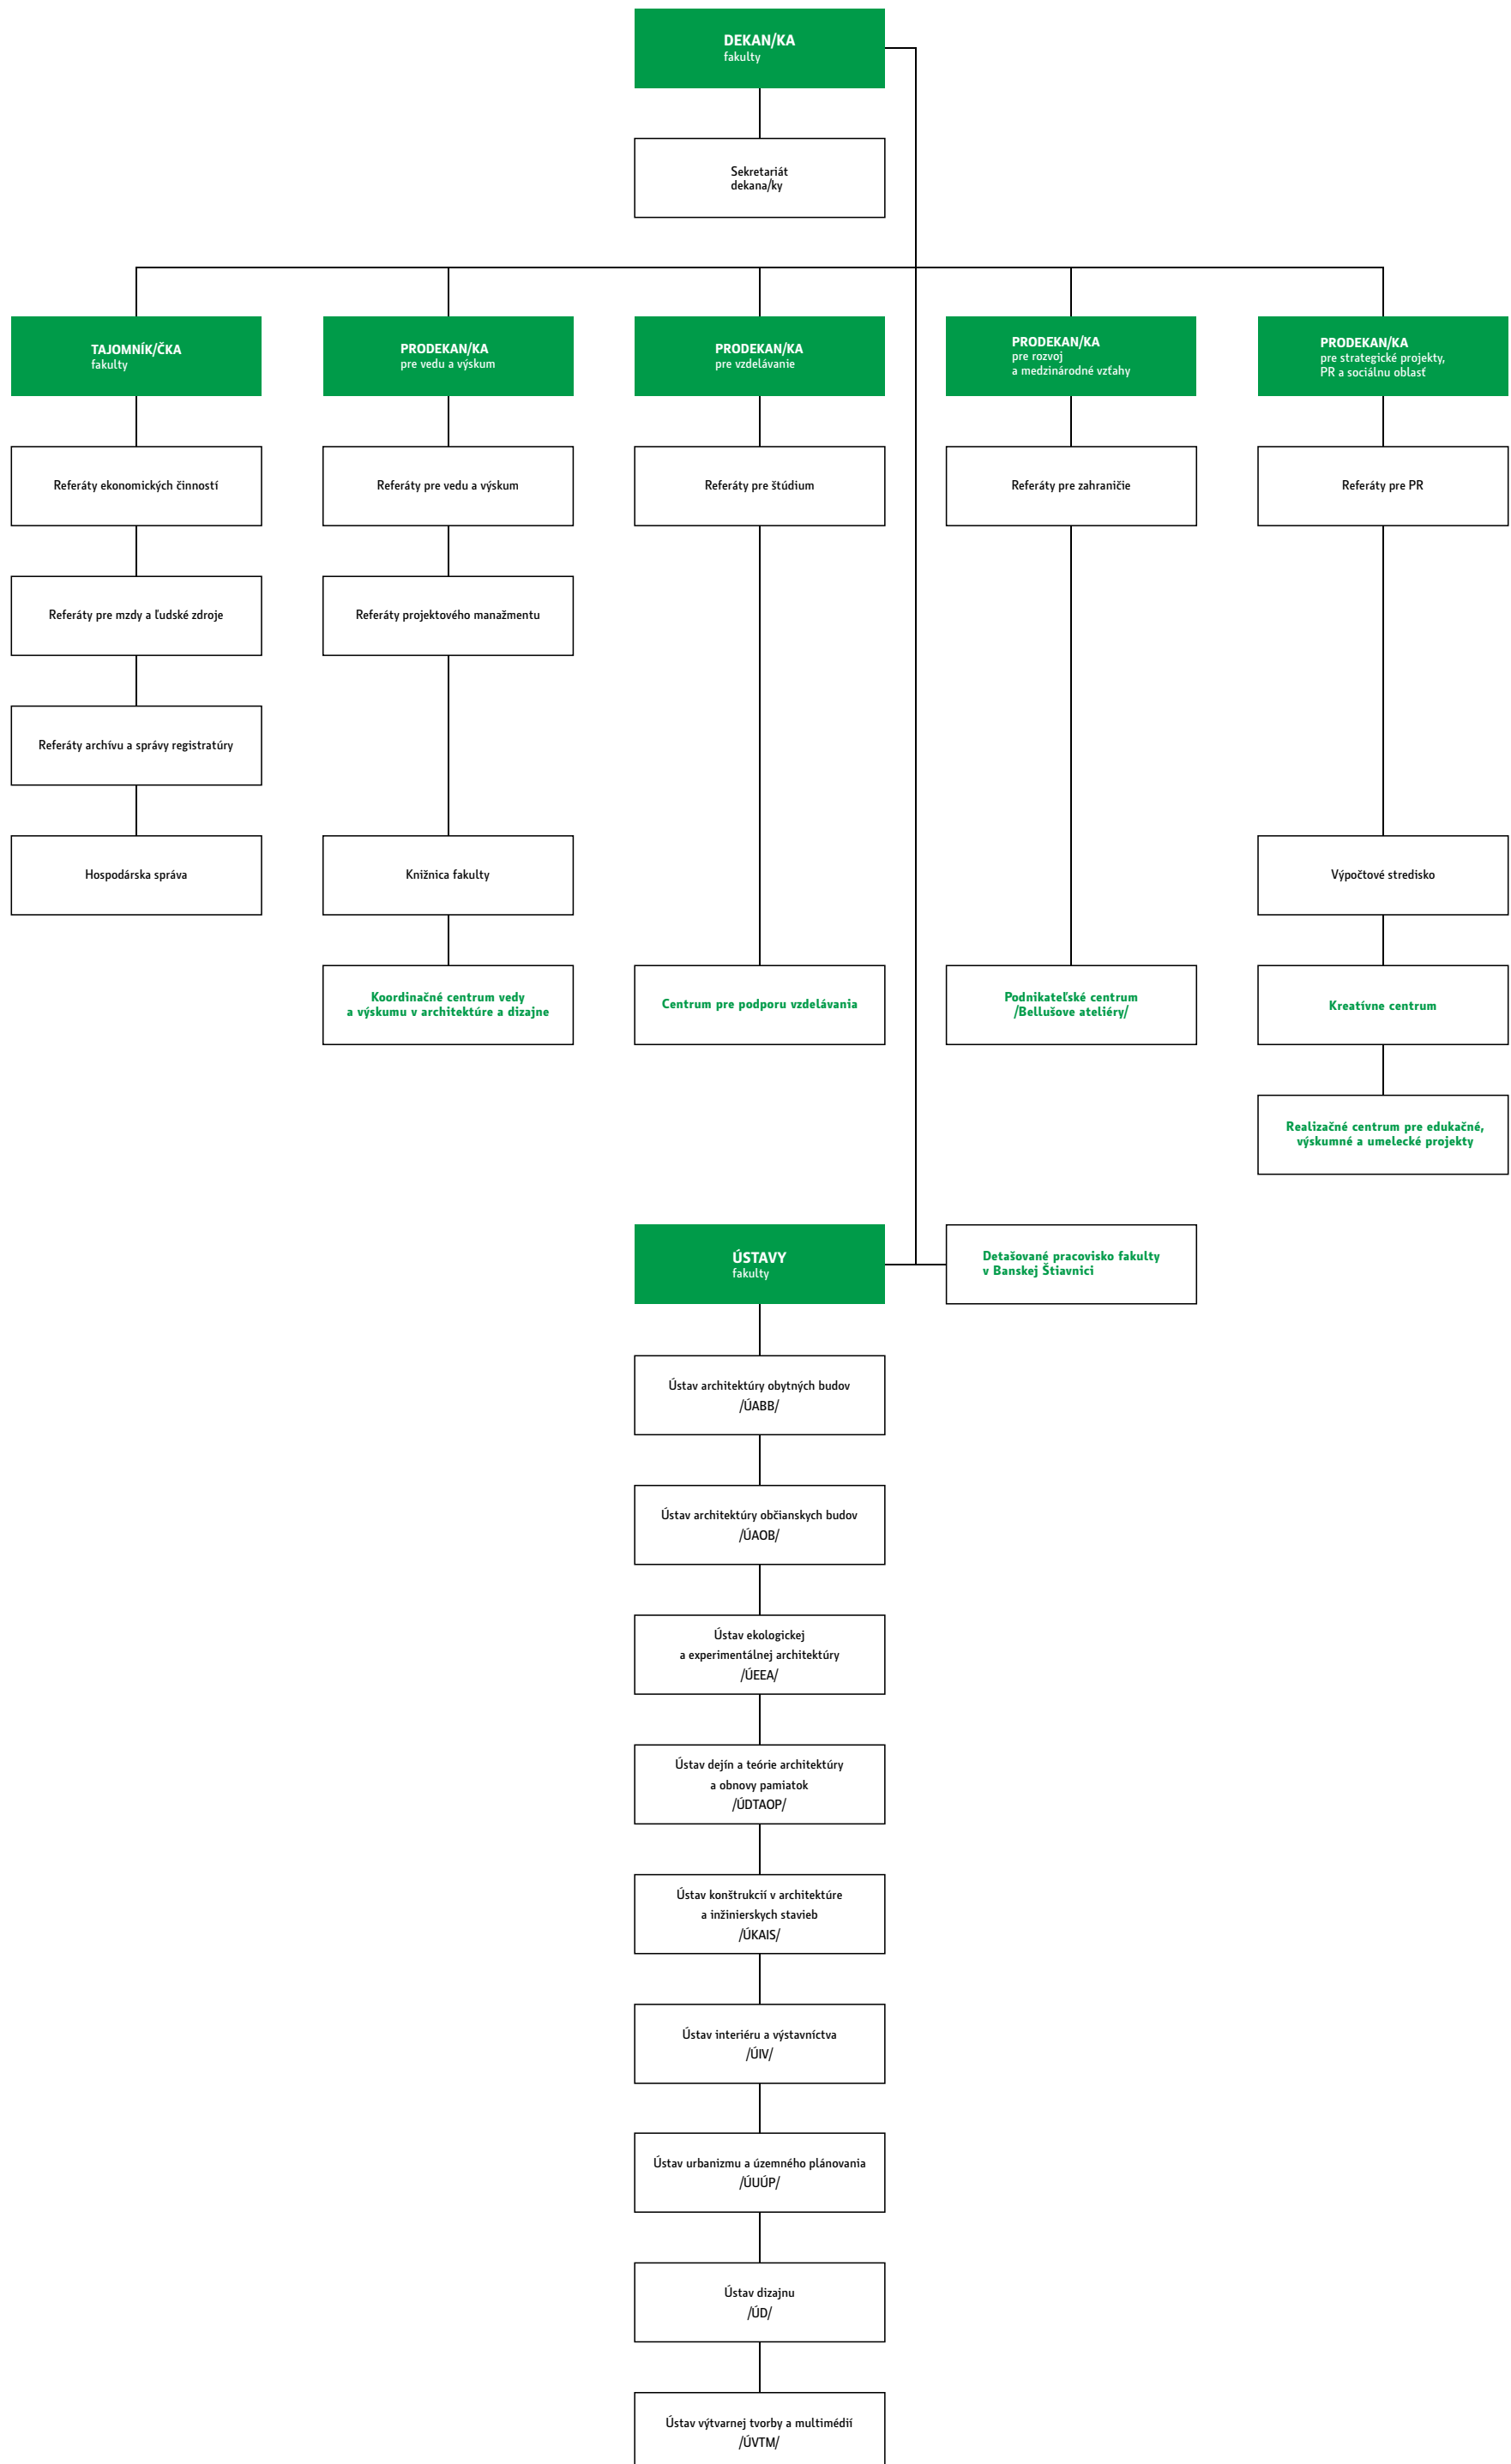 DEKAN/KA
fakulty
Sekretariát
dekana/ky
TAJOMNÍK/ČKA
fakulty
PRODEKAN/KA
pre vedu a výskum
PRODEKAN/KA
pre vzdelávanie
PRODEKAN/KA
pre rozvoj
a medzinárodné vzťahy
PRODEKAN/KA
pre strategické projekty,
PR a sociálnu oblasť
Referáty ekonomických činností
Referáty pre vedu a výskum
Referáty pre štúdium
Referáty pre zahraničie
Referáty pre PR
Referáty pre mzdy a ľudské zdroje
Referáty projektového manažmentu
Referáty archívu a správy registratúry
Hospodárska správa
Knižnica fakulty
Výpočtové stredisko
Koordinačné centrum vedy
a výskumu v architektúre a dizajne
Centrum pre podporu vzdelávania
Podnikateľské centrum
/Bellušove ateliéry/
Kreatívne centrum
Realizačné centrum pre edukačné,
výskumné a umelecké projekty
ÚSTAVY
fakulty
Detašované pracovisko fakulty
v Banskej Štiavnici
Ústav architektúry obytných budov
/ÚABB/
Ústav architektúry občianskych budov
/ÚAOB/
Ústav ekologickej
a experimentálnej architektúry
/ÚEEA/
Ústav dejín a teórie architektúry
a obnovy pamiatok
/ÚDTAOP/
Ústav konštrukcií v architektúre
a inžinierskych stavieb
/ÚKAIS/
Ústav interiéru a výstavníctva
/ÚIV/
Ústav urbanizmu a územného plánovania
/ÚUÚP/
Ústav dizajnu
/ÚD/
Ústav výtvarnej tvorby a multimédií
/ÚVTM/